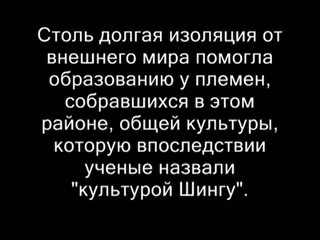 Столь долгая изоляция от
внешнего мира помогла
образованию у племен,
собравшихся в этом
районе, общей культуры,
которую впоследствии
ученые назвали
"культурой Шингу".